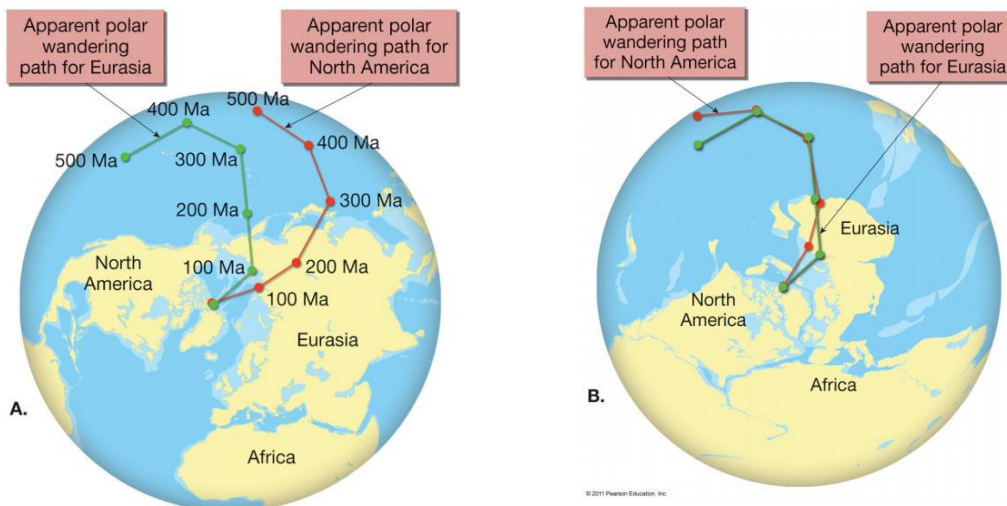 Apparent polar
wandering
path for Eurasia
Apparent polar
wandering path for
North America
500 Ma
400 Ma
300 Ma
200 Ma
100 Ma
500 Ma
400 Ma
300 Ma
200 Ma
100 Ma
North
America
Eurasia
Africa
A.
Apparent polar
wandering path
for North America
Apparent polar
wandering
path for Eurasia
Eurasia
North
America
Africa
B.
© 2011 Pearson Education, Inc.